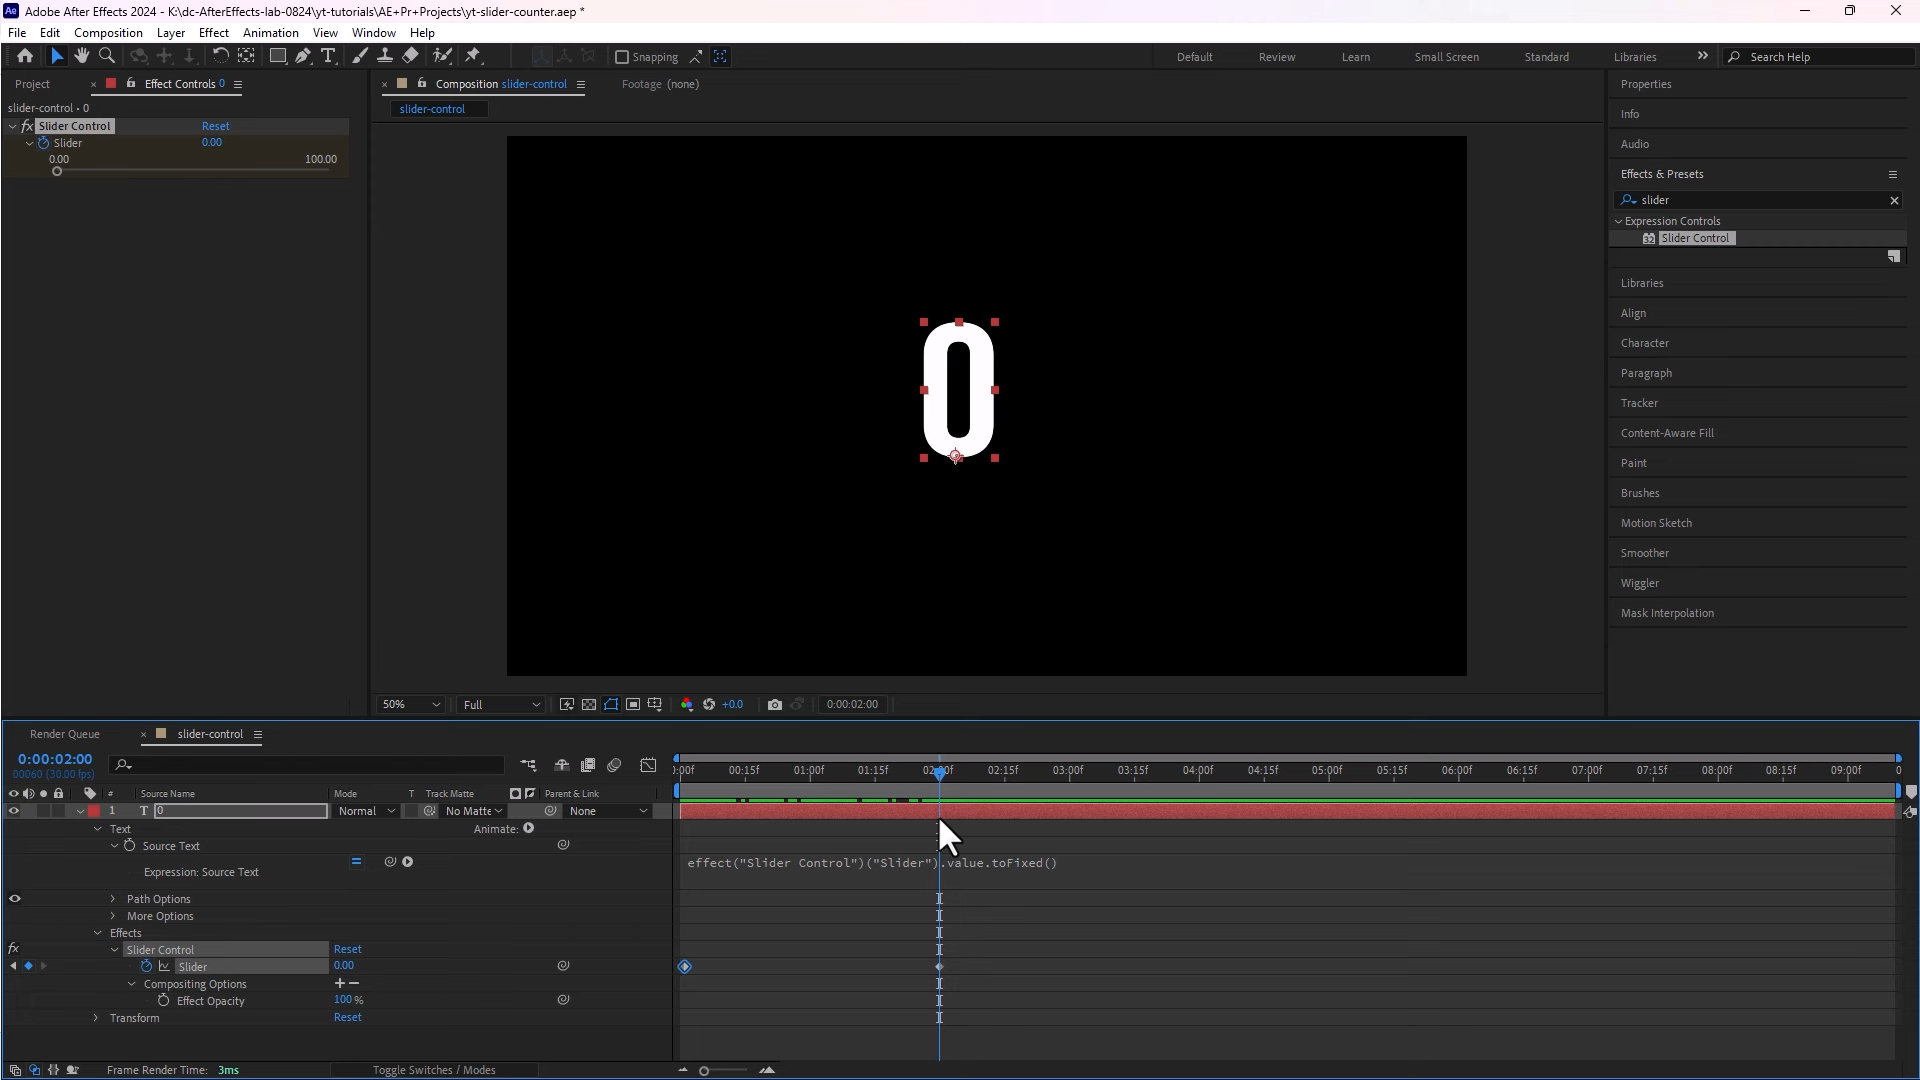 Adobe After Effects 2024 - K:\dc-AfterEffects-lab-0824\yt-tutorials\AE+Pr+Projects\yt-slider-counter.aep *
File Edit Composition Layer Effect Animation View Window Help
Snapping
Default Review Learn Small Screen Standard Libraries
Search Help
Project
Effect Controls 0
slider-control • 0
fx Slider Control Reset
Slider 0.00
0.00 100.00
Composition slider-control
Footage (none)
slider-control
0
50% Full +0.0 0:00:02:00
Properties
Info
Audio
Effects & Presets
slider
Expression Controls
32 Slider Control
Libraries
Align
Character
Paragraph
Tracker
Content-Aware Fill
Paint
Brushes
Motion Sketch
Smoother
Wiggler
Mask Interpolation
Render Queue
slider-control
0:00:02:00
00060 (30.00 fps)
:00f 00:15f 01:00f 01:15f 02:00f 02:15f 03:00f 03:15f 04:00f 04:15f 05:00f 05:15f 06:00f 06:15f 07:00f 07:15f 08:00f 08:15f 09:00f 0
# Source Name Mode T Track Matte Parent & Link
1 T 0 Normal No Matte None
Text Animate:
Source Text
Expression: Source Text
effect("Slider Control")("Slider").value.toFixed()
Path Options
More Options
Effects
fx Slider Control Reset
Slider 0.00
Compositing Options + −
Effect Opacity 100 %
Transform Reset
Frame Render Time: 3ms
Toggle Switches / Modes